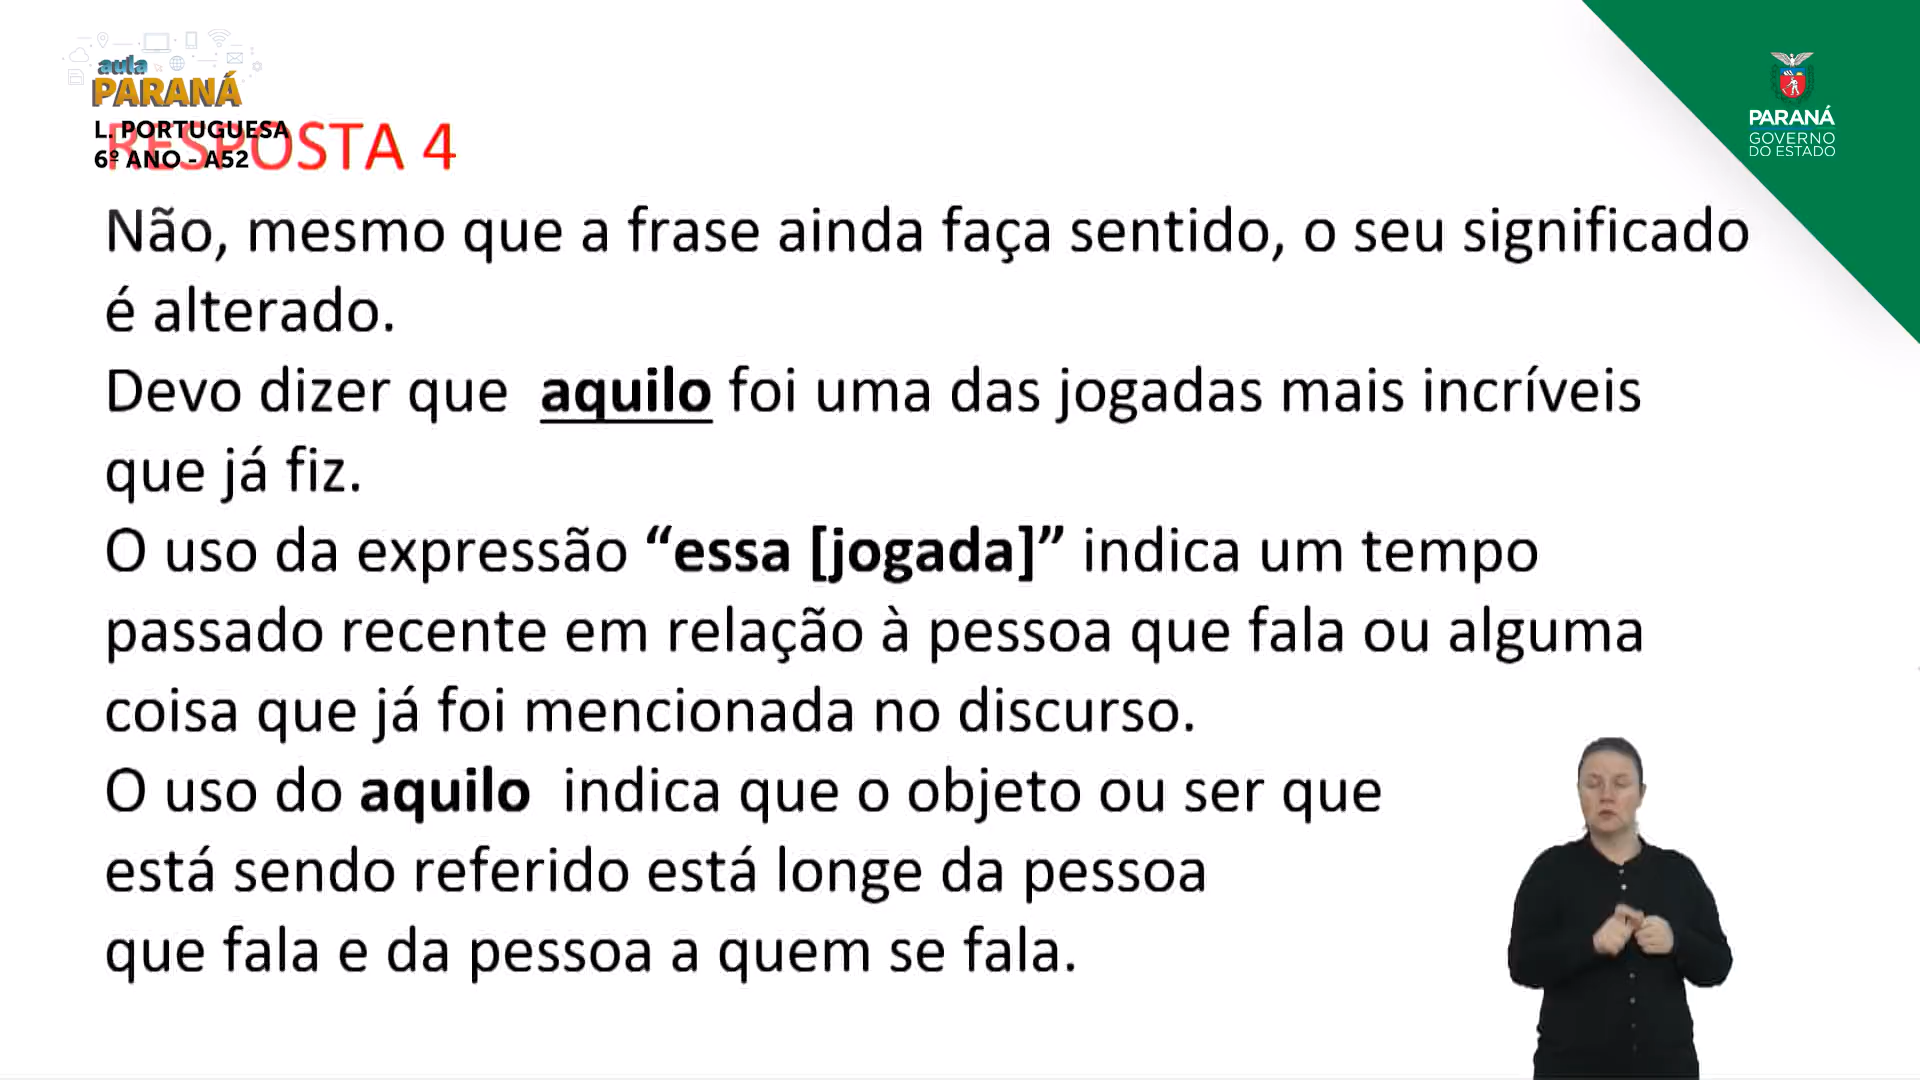 aula
PARANÁ
L. PORTUGUESA
6º ANO - A52
RESPOSTA 4
Não, mesmo que a frase ainda faça sentido, o seu significado
é alterado.
Devo dizer que aquilo foi uma das jogadas mais incríveis
que já fiz.
O uso da expressão “essa [jogada]” indica um tempo
passado recente em relação à pessoa que fala ou alguma
coisa que já foi mencionada no discurso.
O uso do aquilo indica que o objeto ou ser que
está sendo referido está longe da pessoa
que fala e da pessoa a quem se fala.
PARANÁ
GOVERNO
DO ESTADO